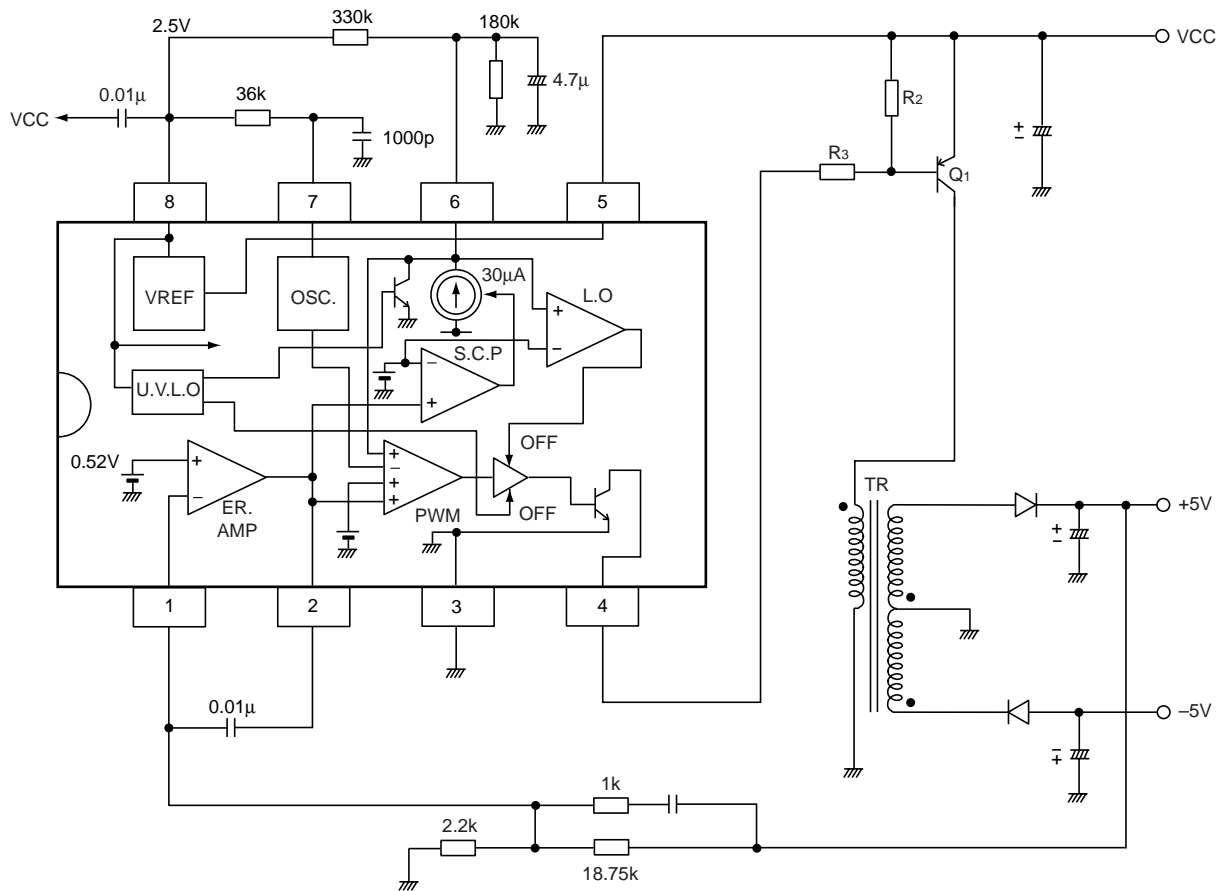 330k
2.5V
180k
VCC
4.7µ
0.01µ
36k
R2
VCC
1000p
+
−
R3
Q1
8
7
6
5
30µA
VREF
OSC.
L.O
+
−
S.C.P
−
+
U.V.L.O
OFF
0.52V
+
−
+
−
+
+
ER.
AMP
PWM
OFF
TR
+5V
+
−
1
2
3
4
0.01µ
–5V
−
+
1k
2.2k
18.75k